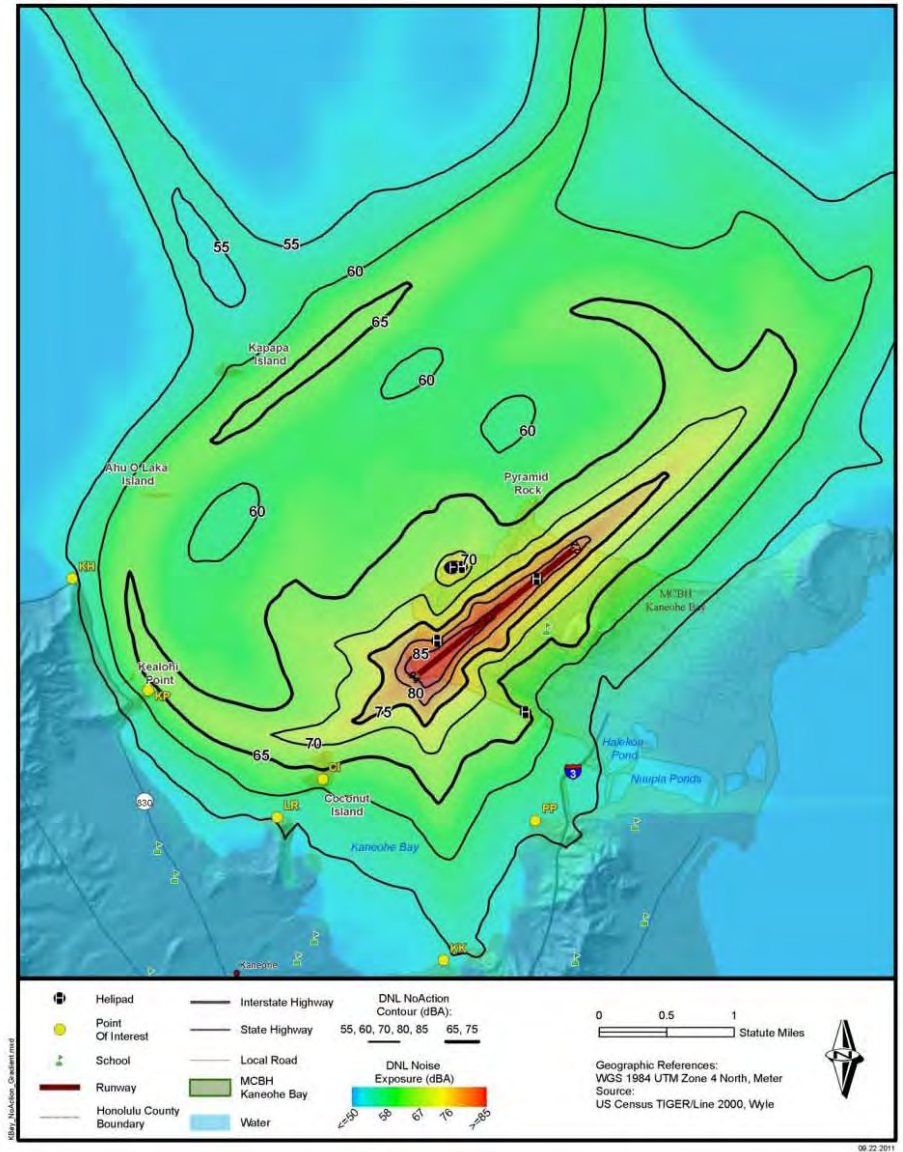 55
55
60
65
Kapapa
Island
60
60
Pyramid
Rock
Ahu O Laka
Island
60
70
H
H
KH
MCBH
Kaneohe Bay
H
85
80
Kealohi
Point
KP
75
H
70
65
CI
Halekou
Pond
3
Nuupia Ponds
830
Coconut
Island
LR
PP
Kaneohe Bay
KK
Kaneohe
H Helipad
Point
Of Interest
School
Runway
Honolulu County
Boundary
Interstate Highway
State Highway
Local Road
MCBH
Kaneohe Bay
Water
DNL NoAction
Contour (dBA):
55, 60, 70, 80, 85 65, 75
DNL Noise
Exposure (dBA)
<=50 58 67 76 >=85
0 0.5 1
Statute Miles
Geographic References:
WGS 1984 UTM Zone 4 North, Meter
Source:
US Census TIGER/Line 2000, Wyle
N
KBay_NoAction_Gradient.mxd
09.22.2011